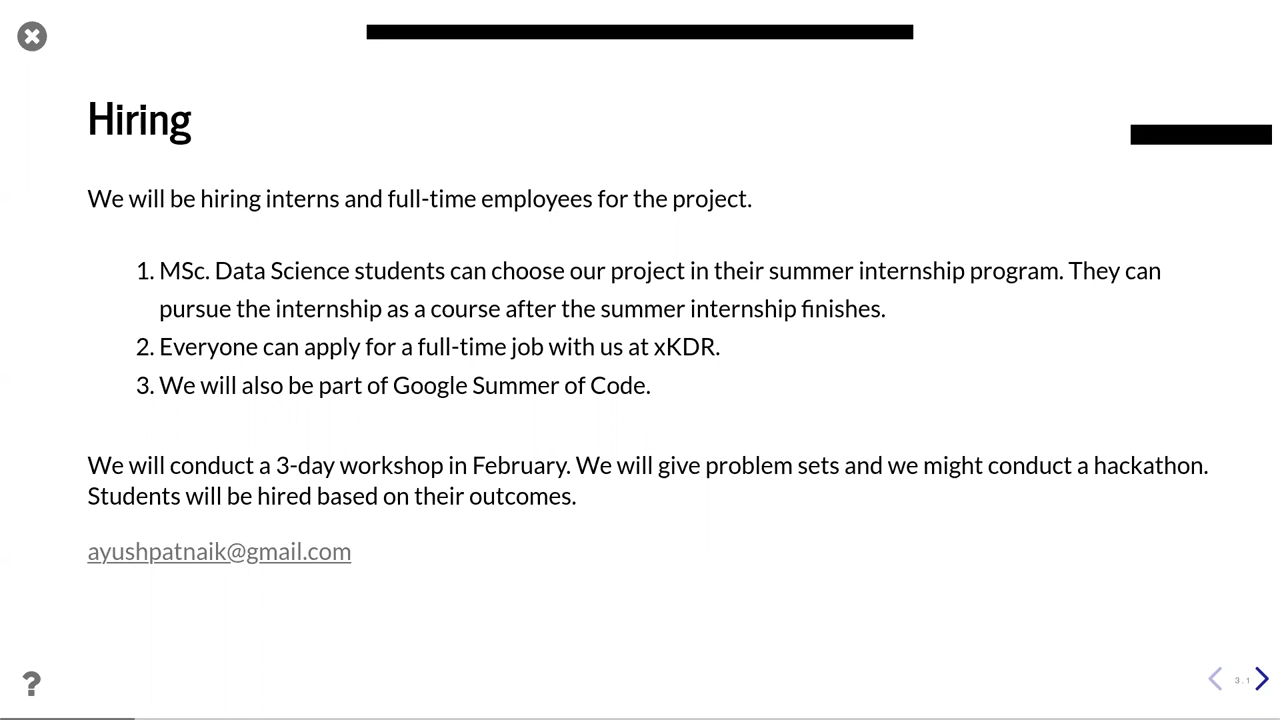 Hiring
We will be hiring interns and full-time employees for the project.
1. MSc. Data Science students can choose our project in their summer internship program. They can
pursue the internship as a course after the summer internship finishes.
2. Everyone can apply for a full-time job with us at xKDR.
3. We will also be part of Google Summer of Code.
We will conduct a 3-day workshop in February. We will give problem sets and we might conduct a hackathon.
Students will be hired based on their outcomes.
ayushpatnaik@gmail.com
?
3.1